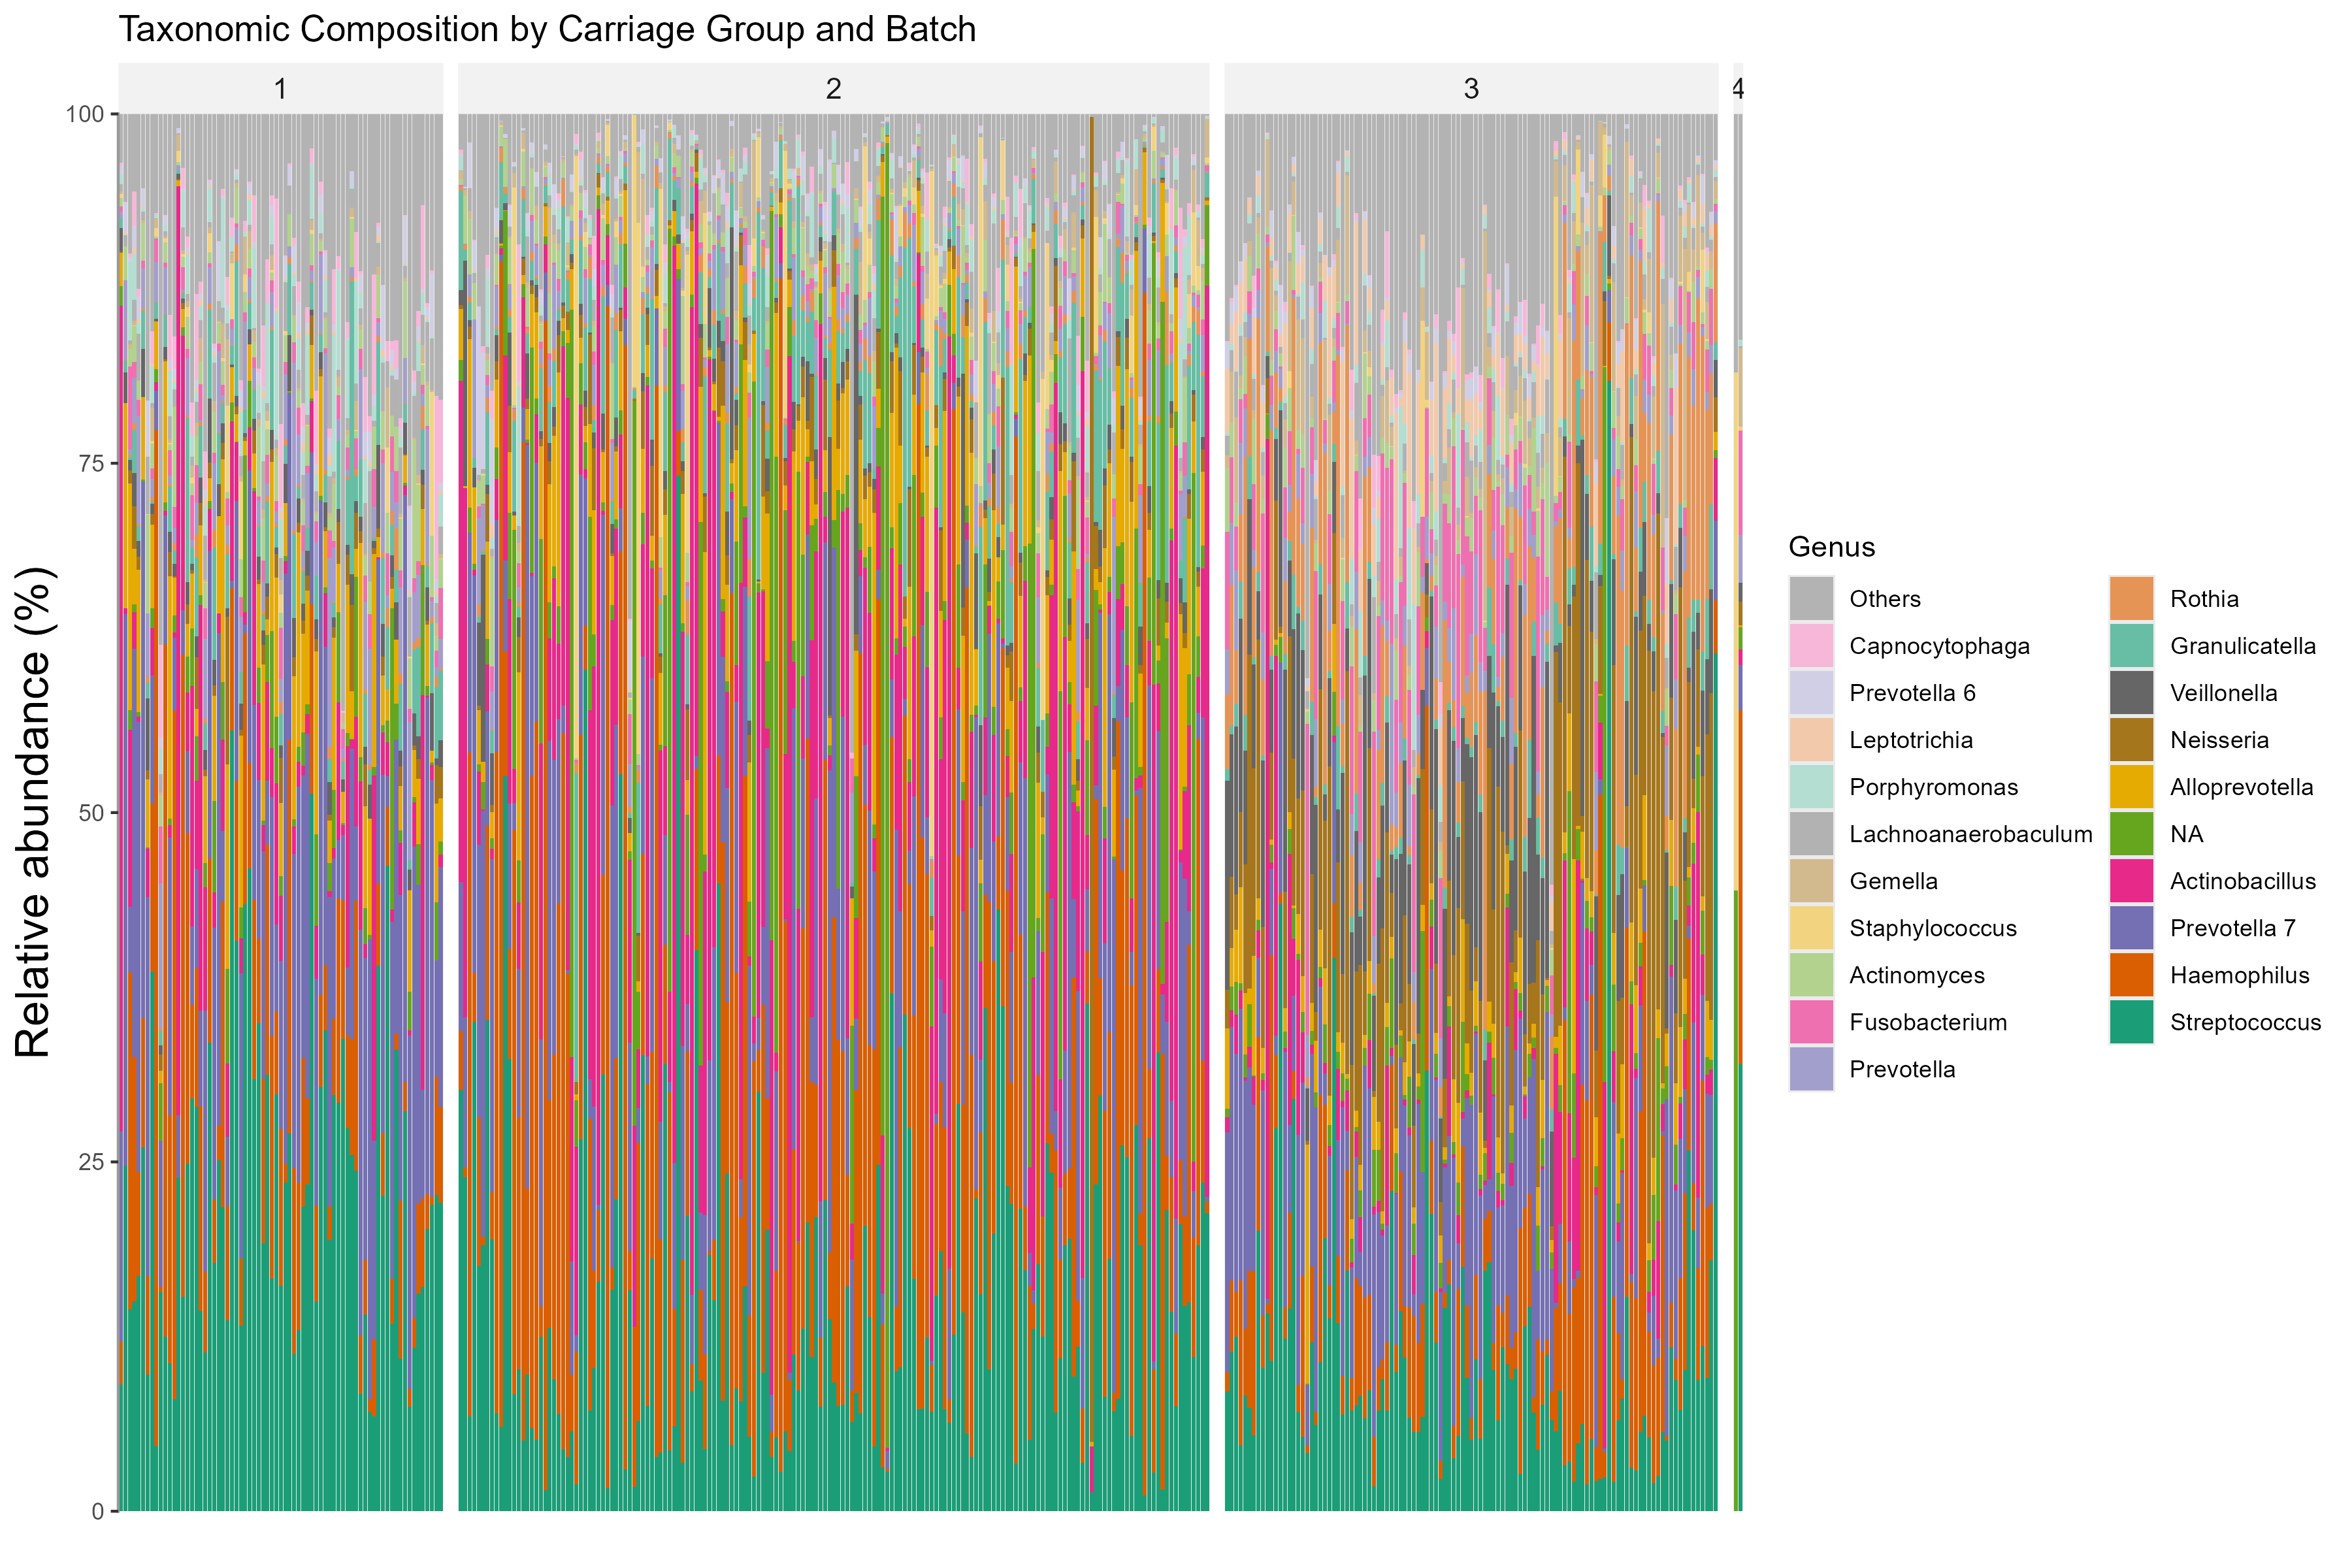 Taxonomic Composition by Carriage Group and Batch
1
2
3
4
100
75
50
25
0
Relative abundance (%)
Genus
Others
Capnocytophaga
Prevotella 6
Leptotrichia
Porphyromonas
Lachnoanaerobaculum
Gemella
Staphylococcus
Actinomyces
Fusobacterium
Prevotella
Rothia
Granulicatella
Veillonella
Neisseria
Alloprevotella
NA
Actinobacillus
Prevotella 7
Haemophilus
Streptococcus